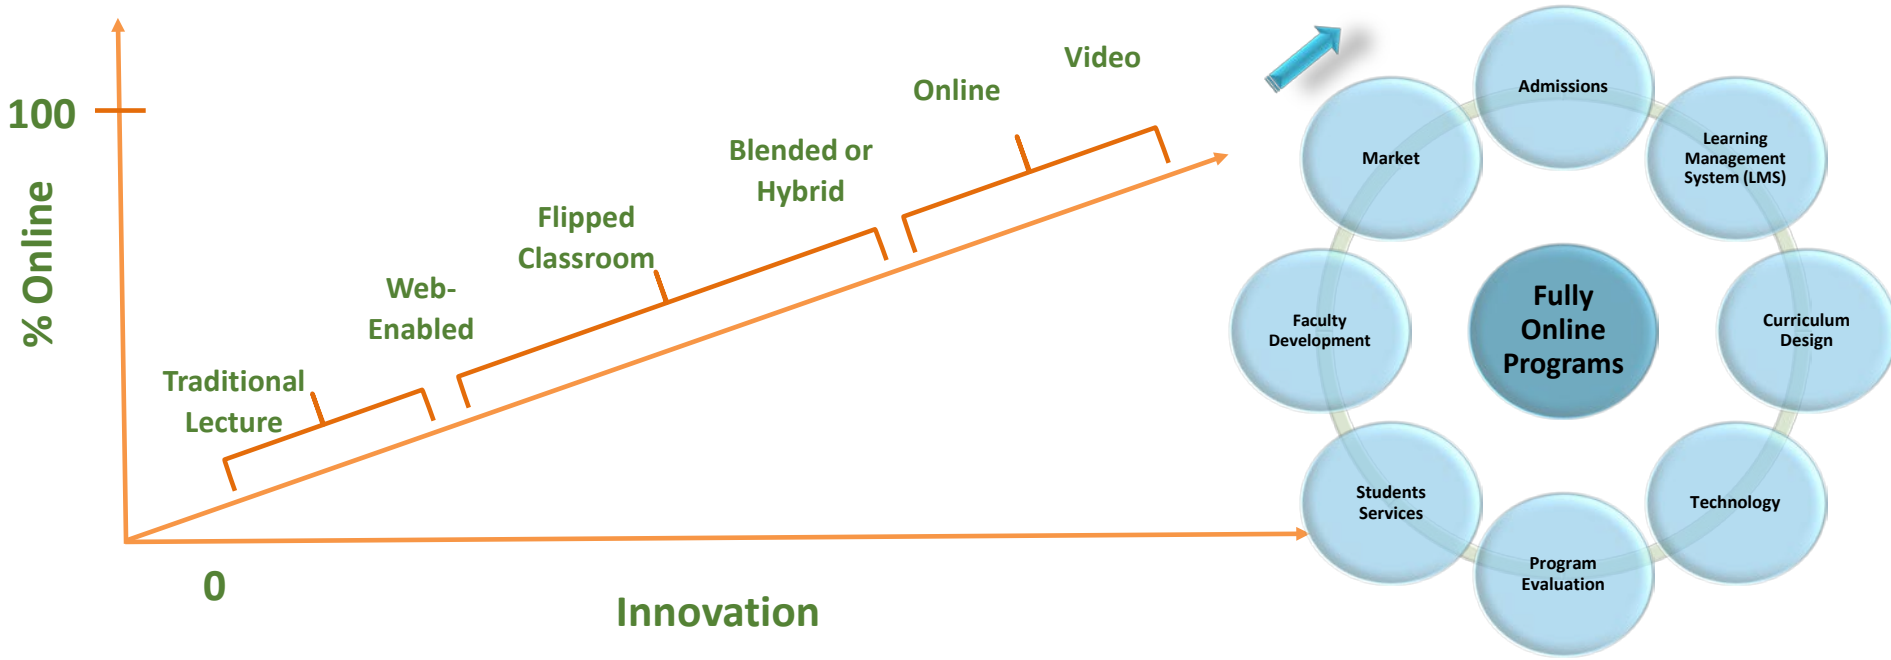 100
% Online
0
Innovation
Traditional
Lecture
Web-
Enabled
Flipped
Classroom
Blended or
Hybrid
Online
Video
Admissions
Learning
Management
System (LMS)
Curriculum
Design
Technology
Program
Evaluation
Students
Services
Faculty
Development
Market
Fully
Online
Programs